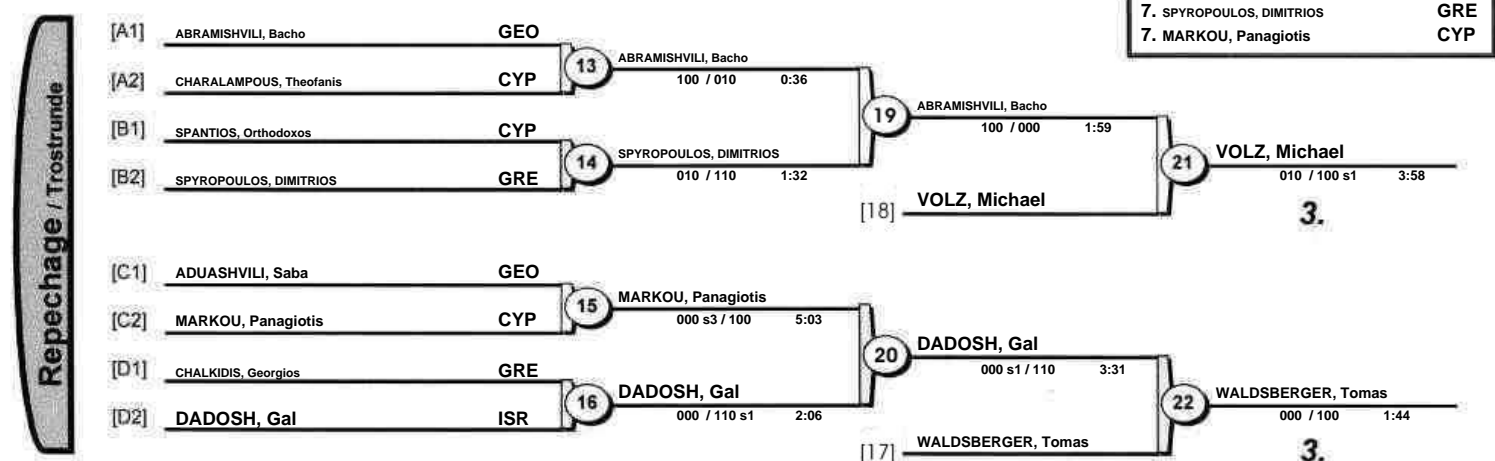 7. SPYROPOULOS, DIMITRIOS GRE
7. MARKOU, Panagiotis CYP
Repechage / Trostrunde
[A1] ABRAMISHVILI, Bacho GEO
[A2] CHARALAMPOUS, Theofanis CYP
13 ABRAMISHVILI, Bacho
100 / 010 0:36
[B1] SPANTIOS, Orthodoxos CYP
[B2] SPYROPOULOS, DIMITRIOS GRE
14 SPYROPOULOS, DIMITRIOS
010 / 110 1:32
19 ABRAMISHVILI, Bacho
100 / 000 1:59
[18] VOLZ, Michael
21 VOLZ, Michael
010 / 100 s1 3:58
3.
[C1] ADUASHVILI, Saba GEO
[C2] MARKOU, Panagiotis CYP
15 MARKOU, Panagiotis
000 s3 / 100 5:03
[D1] CHALKIDIS, Georgios GRE
[D2] DADOSH, Gal ISR
16 DADOSH, Gal
000 / 110 s1 2:06
20 DADOSH, Gal
000 s1 / 110 3:31
[17] WALDSBERGER, Tomas
22 WALDSBERGER, Tomas
000 / 100 1:44
3.